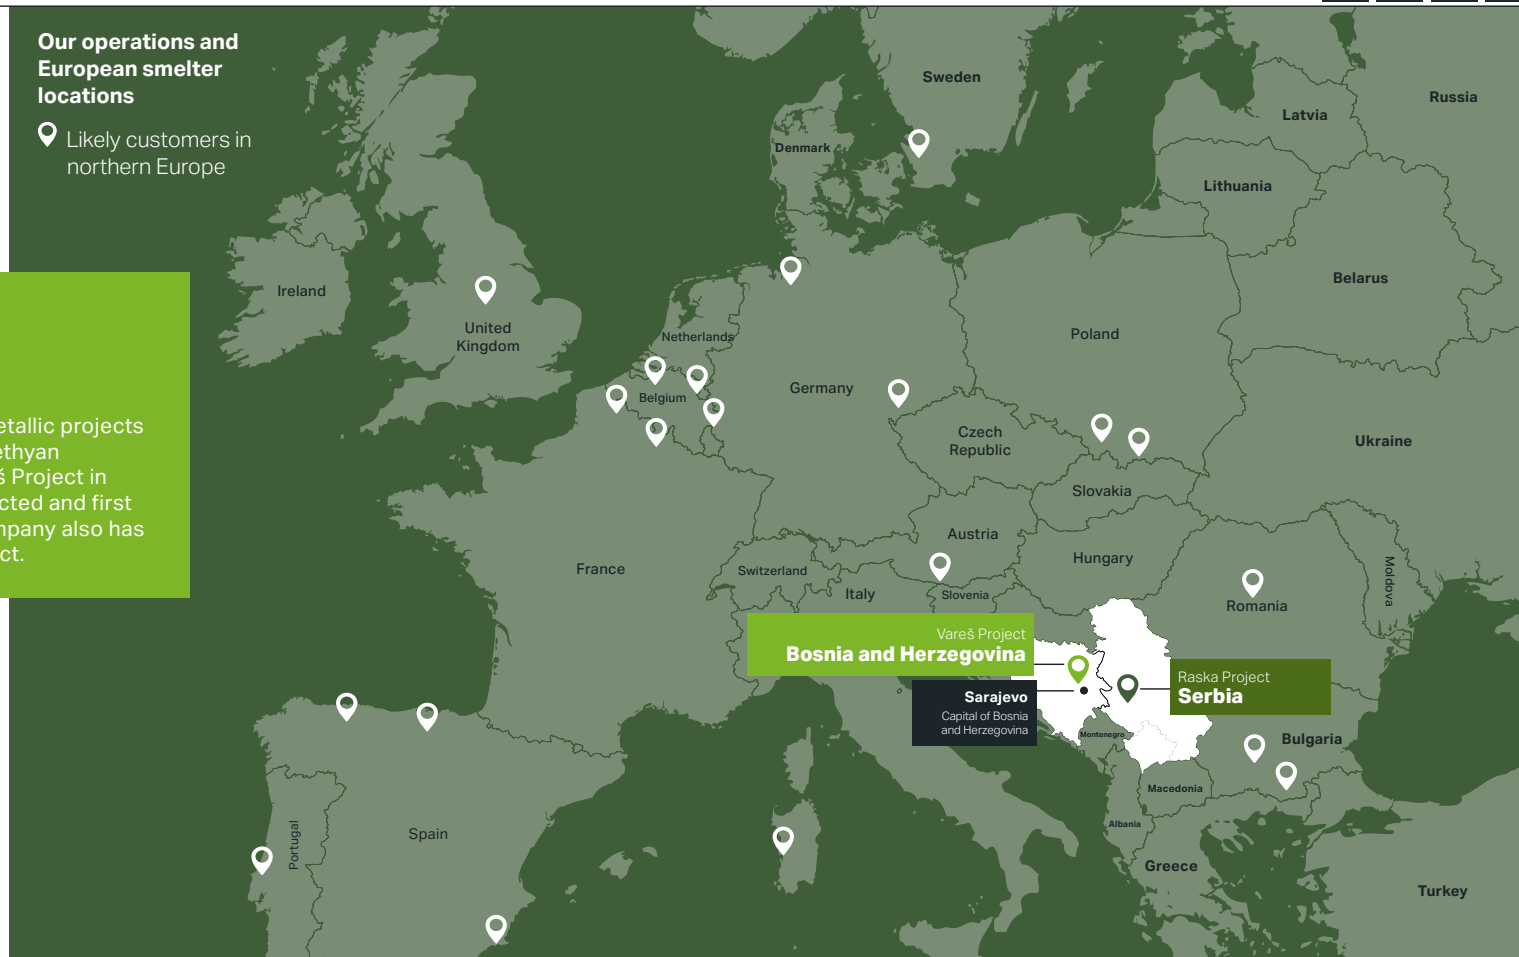 Our operations and
European smelter
locations
Likely customers in
northern Europe
etallic projects
ethyan
š Project in
cted and first
mpany also has
ct.
Sweden
Russia
Latvia
Denmark
Lithuania
Belarus
Ireland
United
Kingdom
Netherlands
Poland
Germany
Belgium
Czech
Republic
Ukraine
Slovakia
Austria
Hungary
France
Switzerland
Italy
Slovenia
Moldova
Romania
Vareš Project
Bosnia and Herzegovina
Raska Project
Serbia
Sarajevo
Capital of Bosnia
and Herzegovina
Montenegro
Bulgaria
Macedonia
Albania
Portugal
Spain
Greece
Turkey